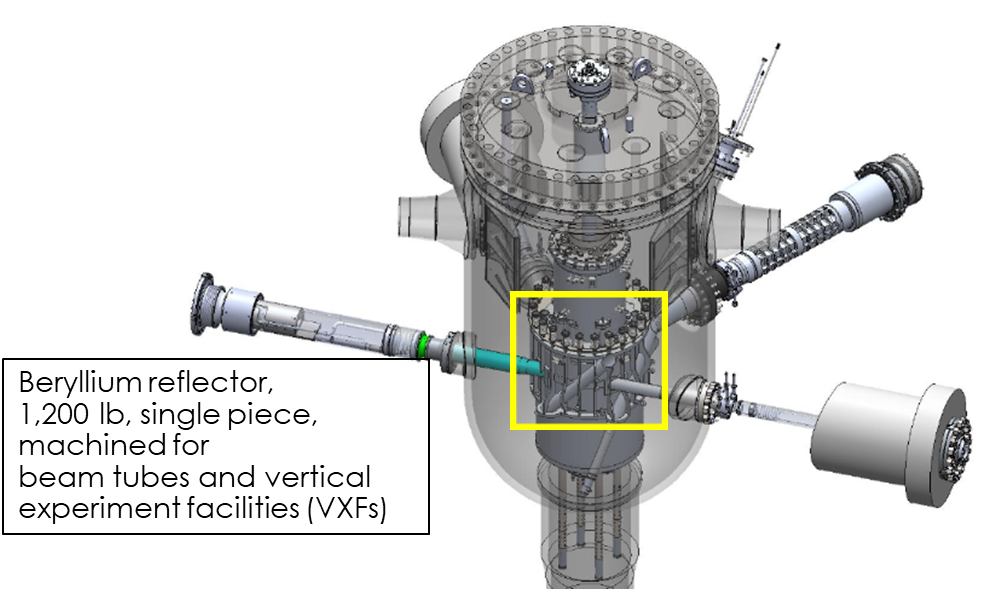 Beryllium reflector,
1,200 lb, single piece,
machined for
beam tubes and vertical
experiment facilities (VXFs)